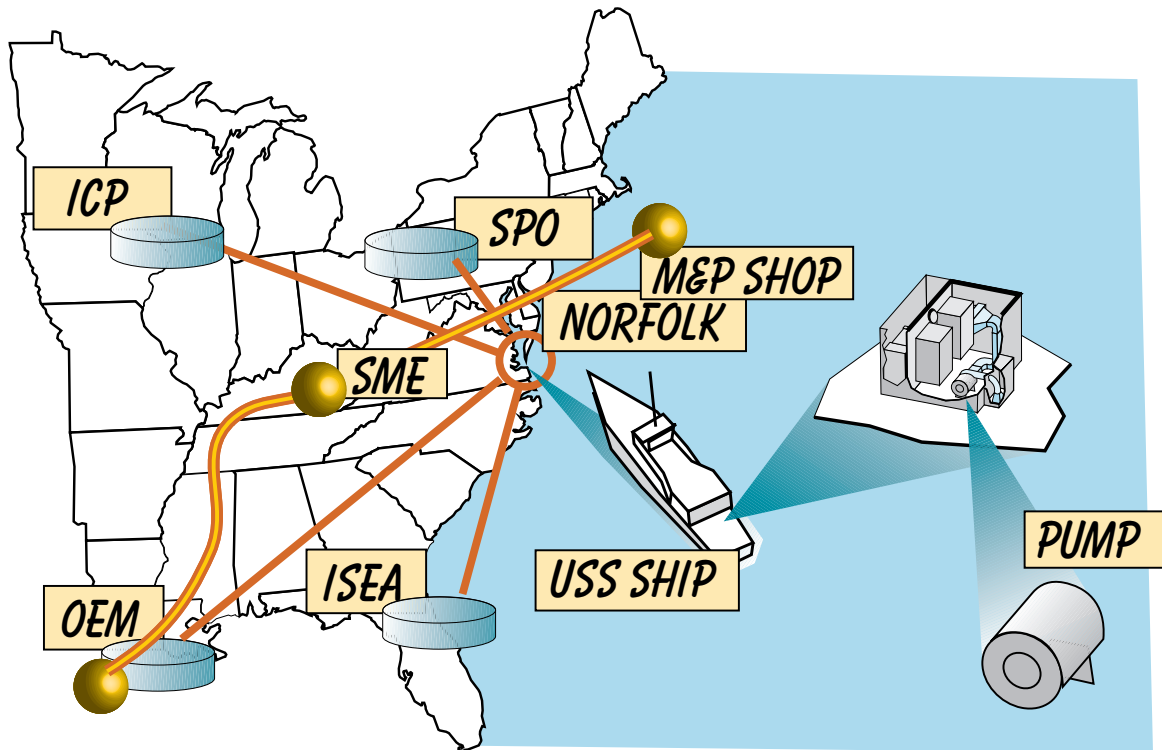 ICP
SPO
M&P SHOP
NORFOLK
SME
ISEA
USS SHIP
PUMP
OEM